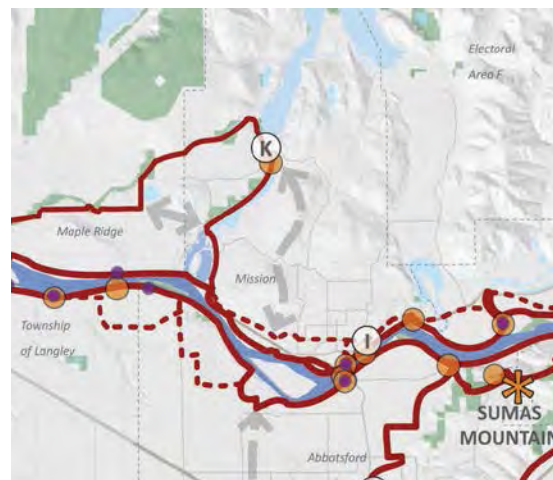 Electoral
Area F
K
Maple Ridge
Mission
Township
of Langley
I
SUMAS
MOUNTAIN
Abbotsford